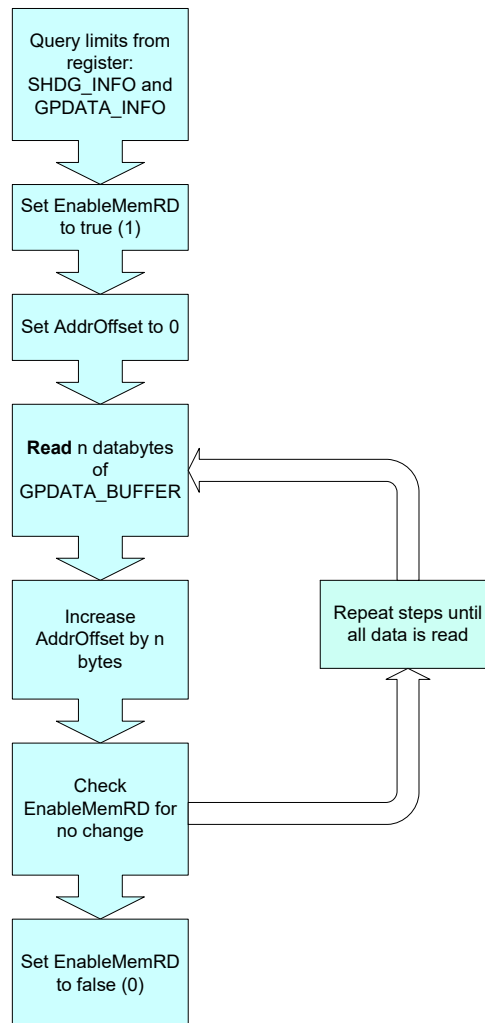 Query limits from
register:
SHDG_INFO and
GPDATA_INFO
Set EnableMemRD
to true (1)
Set AddrOffset to 0
Read n databytes
of
GPDATA_BUFFER
Increase
AddrOffset by n
bytes
Repeat steps until
all data is read
Check
EnableMemRD for
no change
Set EnableMemRD
to false (0)